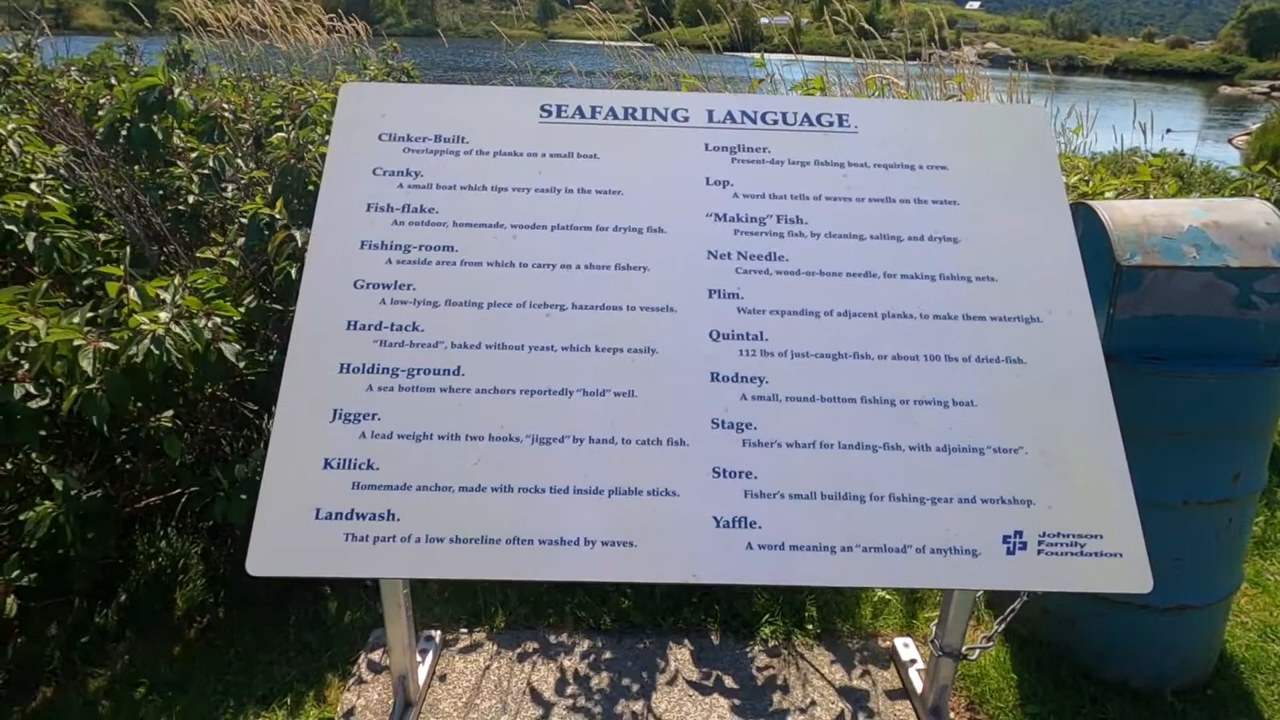 SEAFARING LANGUAGE.
Clinker-Built.
Overlapping of the planks on a small boat.
Cranky.
A small boat which tips very easily in the water.
Fish-flake.
An outdoor, homemade, wooden platform for drying fish.
Fishing-room.
A seaside area from which to carry on a shore fishery.
Growler.
A low-lying, floating piece of iceberg, hazardous to vessels.
Hard-tack.
"Hard-bread", baked without yeast, which keeps easily.
Holding-ground.
A sea bottom where anchors reportedly "hold" well.
Jigger.
A lead weight with two hooks, "jigged" by hand, to catch fish.
Killick.
Homemade anchor, made with rocks tied inside pliable sticks.
Landwash.
That part of a low shoreline often washed by waves.
Longliner.
Present-day large fishing boat, requiring a crew.
Lop.
A word that tells of waves or swells on the water.
"Making" Fish.
Preserving fish, by cleaning, salting, and drying.
Net Needle.
Carved, wood-or-bone needle, for making fishing nets.
Plim.
Water expanding of adjacent planks, to make them watertight.
Quintal.
112 lbs of just-caught-fish, or about 100 lbs of dried-fish.
Rodney.
A small, round-bottom fishing or rowing boat.
Stage.
Fisher's wharf for landing-fish, with adjoining "store".
Store.
Fisher's small building for fishing-gear and workshop.
Yaffle.
A word meaning an "armload" of anything.
Johnson
Family
Foundation